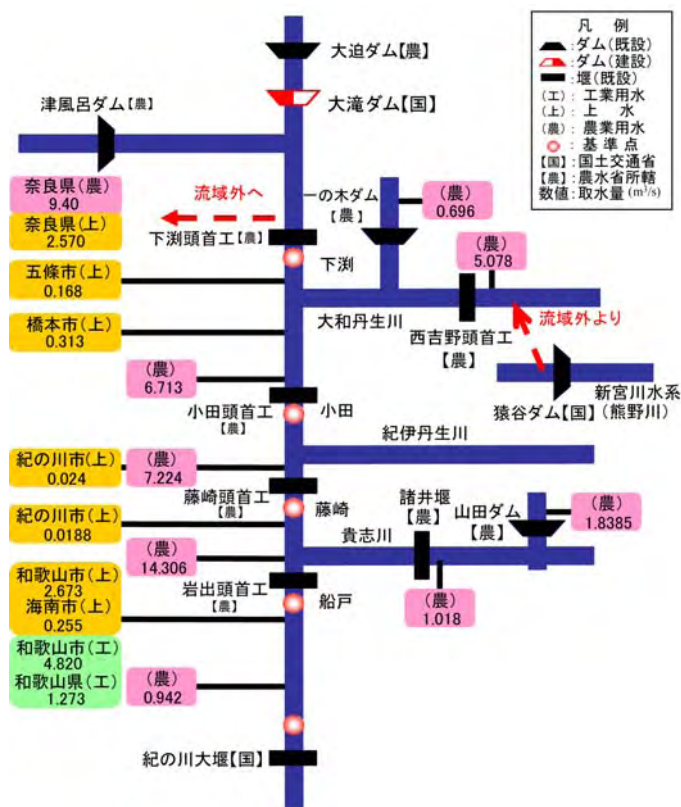 凡 例
:ダム(既設)
:ダム(建設)
:堰(既設)
(工): 工業用水
(上): 上 水
(農): 農業用水
: 基 準 点
【国】:国土交通省
【農】:農水省所轄
数値:取水量(m³/s)
大迫ダム【農】
大滝ダム【国】
津風呂ダム【農】
奈良県(農)
9.40
奈良県(上)
2.570
流域外へ
下渕頭首工【農】
下渕
一の木ダム
【農】
(農)
0.696
(農)
5.078
五條市(上)
0.168
大和丹生川
西吉野頭首工
【農】
流域外より
橋本市(上)
0.313
新宮川水系
(熊野川)
猿谷ダム【国】
(農)
6.713
小田頭首工
【農】
小田
紀伊丹生川
紀の川市(上)
0.024
(農)
7.224
藤崎頭首工
【農】
藤崎
諸井堰
【農】
山田ダム
【農】
(農)
1.8385
紀の川市(上)
0.0188
貴志川
(農)
14.306
岩出頭首工
【農】
船戸
(農)
1.018
和歌山市(上)
2.673
海南市(上)
0.255
和歌山市(工)
4.820
和歌山県(工)
1.273
(農)
0.942
紀の川大堰【国】